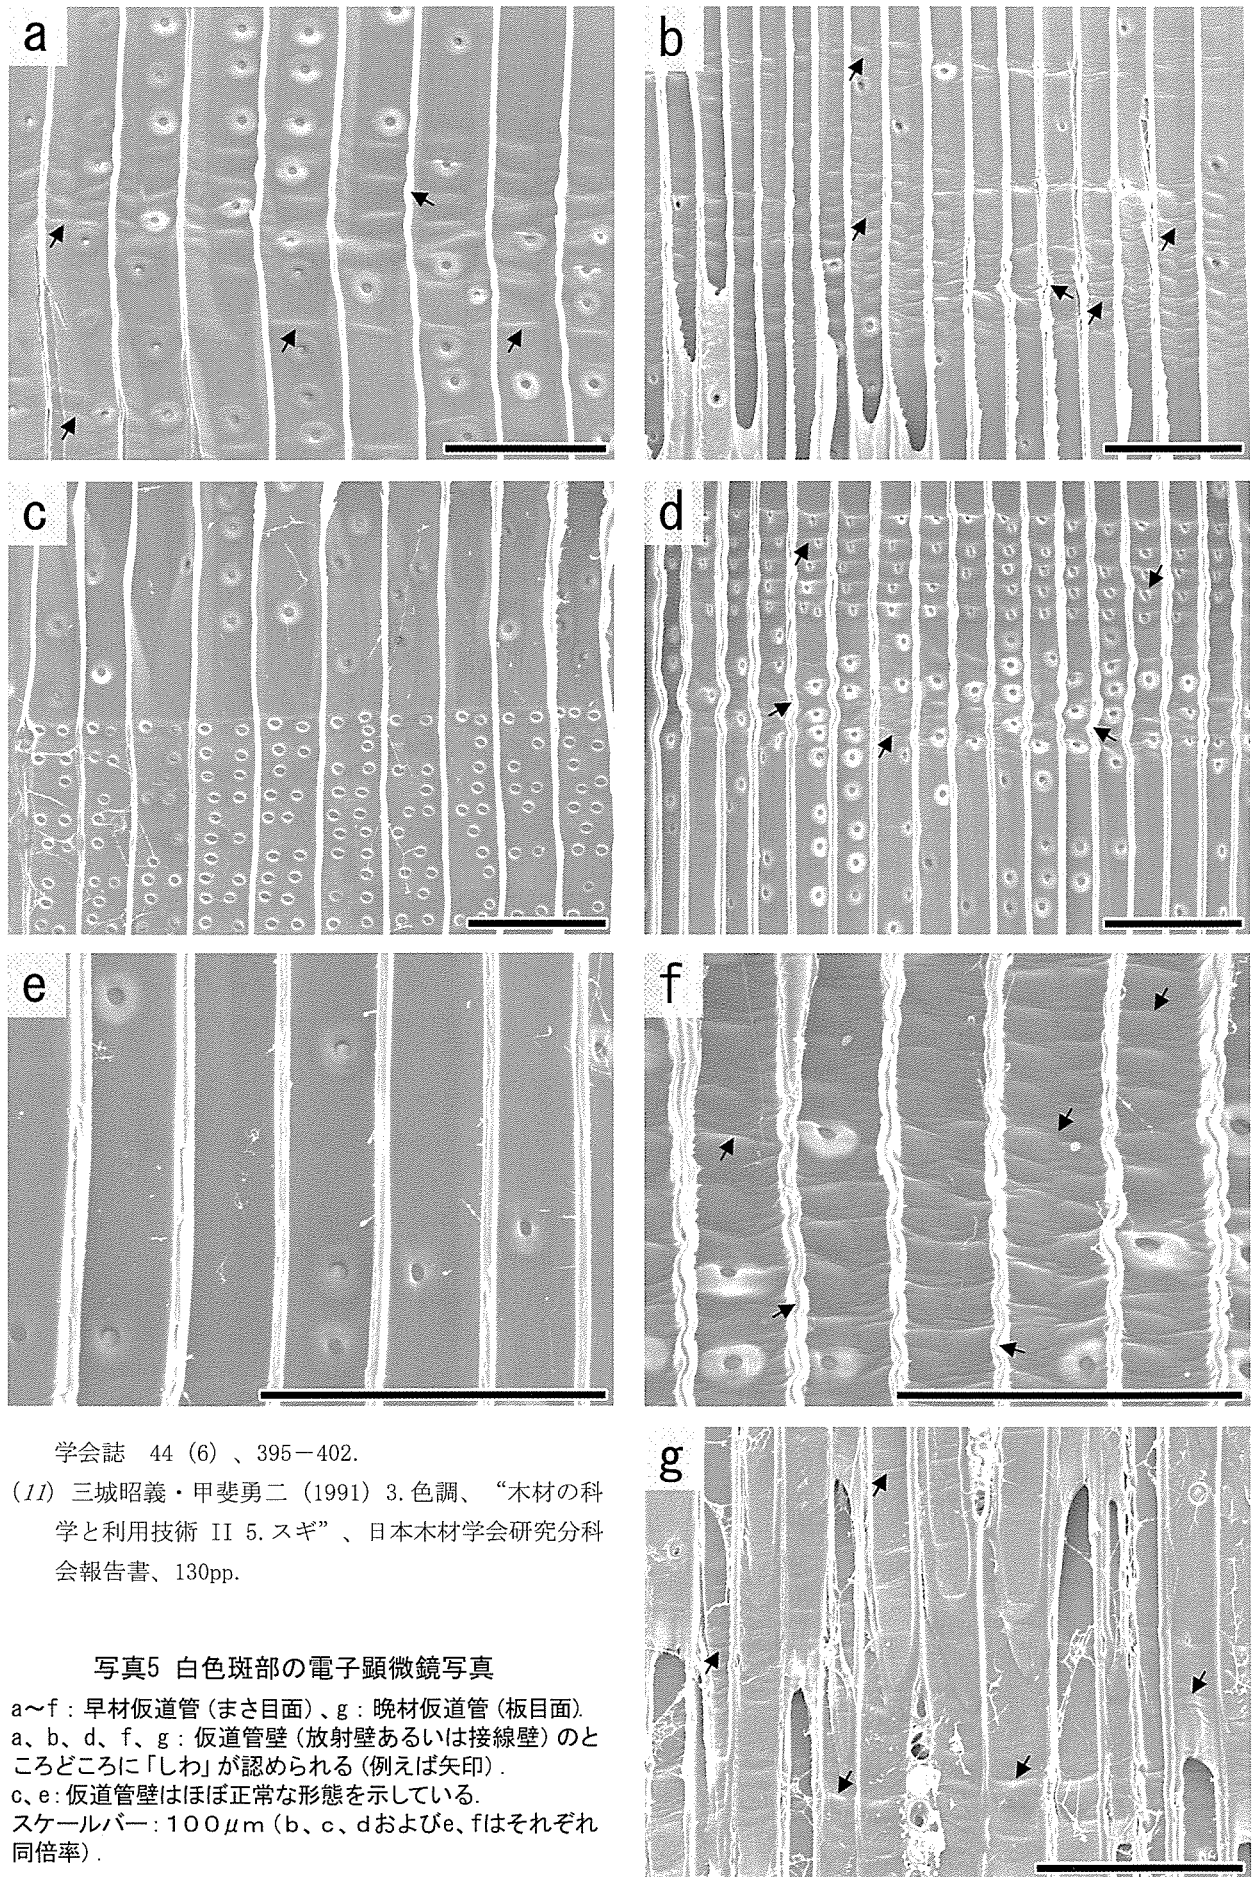 a
b
c
d
e
f
学会誌 44 (6) 、395-402.
(11) 三城昭義・甲斐勇二 (1991) 3.色調、“木材の科
学と利用技術 II 5.スギ”、日本木材学会研究分科
会報告書、130pp.
g
写真5 白色斑部の電子顕微鏡写真
a~f：早材仮道管 (まさ目面)、g：晩材仮道管 (板目面).
a、b、d、f、g：仮道管壁 (放射壁あるいは接線壁) のと
ころどころに「しわ」が認められる (例えば矢印).
c、e：仮道管壁はほぼ正常な形態を示している.
スケールバー：100μm (b、c、dおよびe、fはそれぞれ
同倍率).